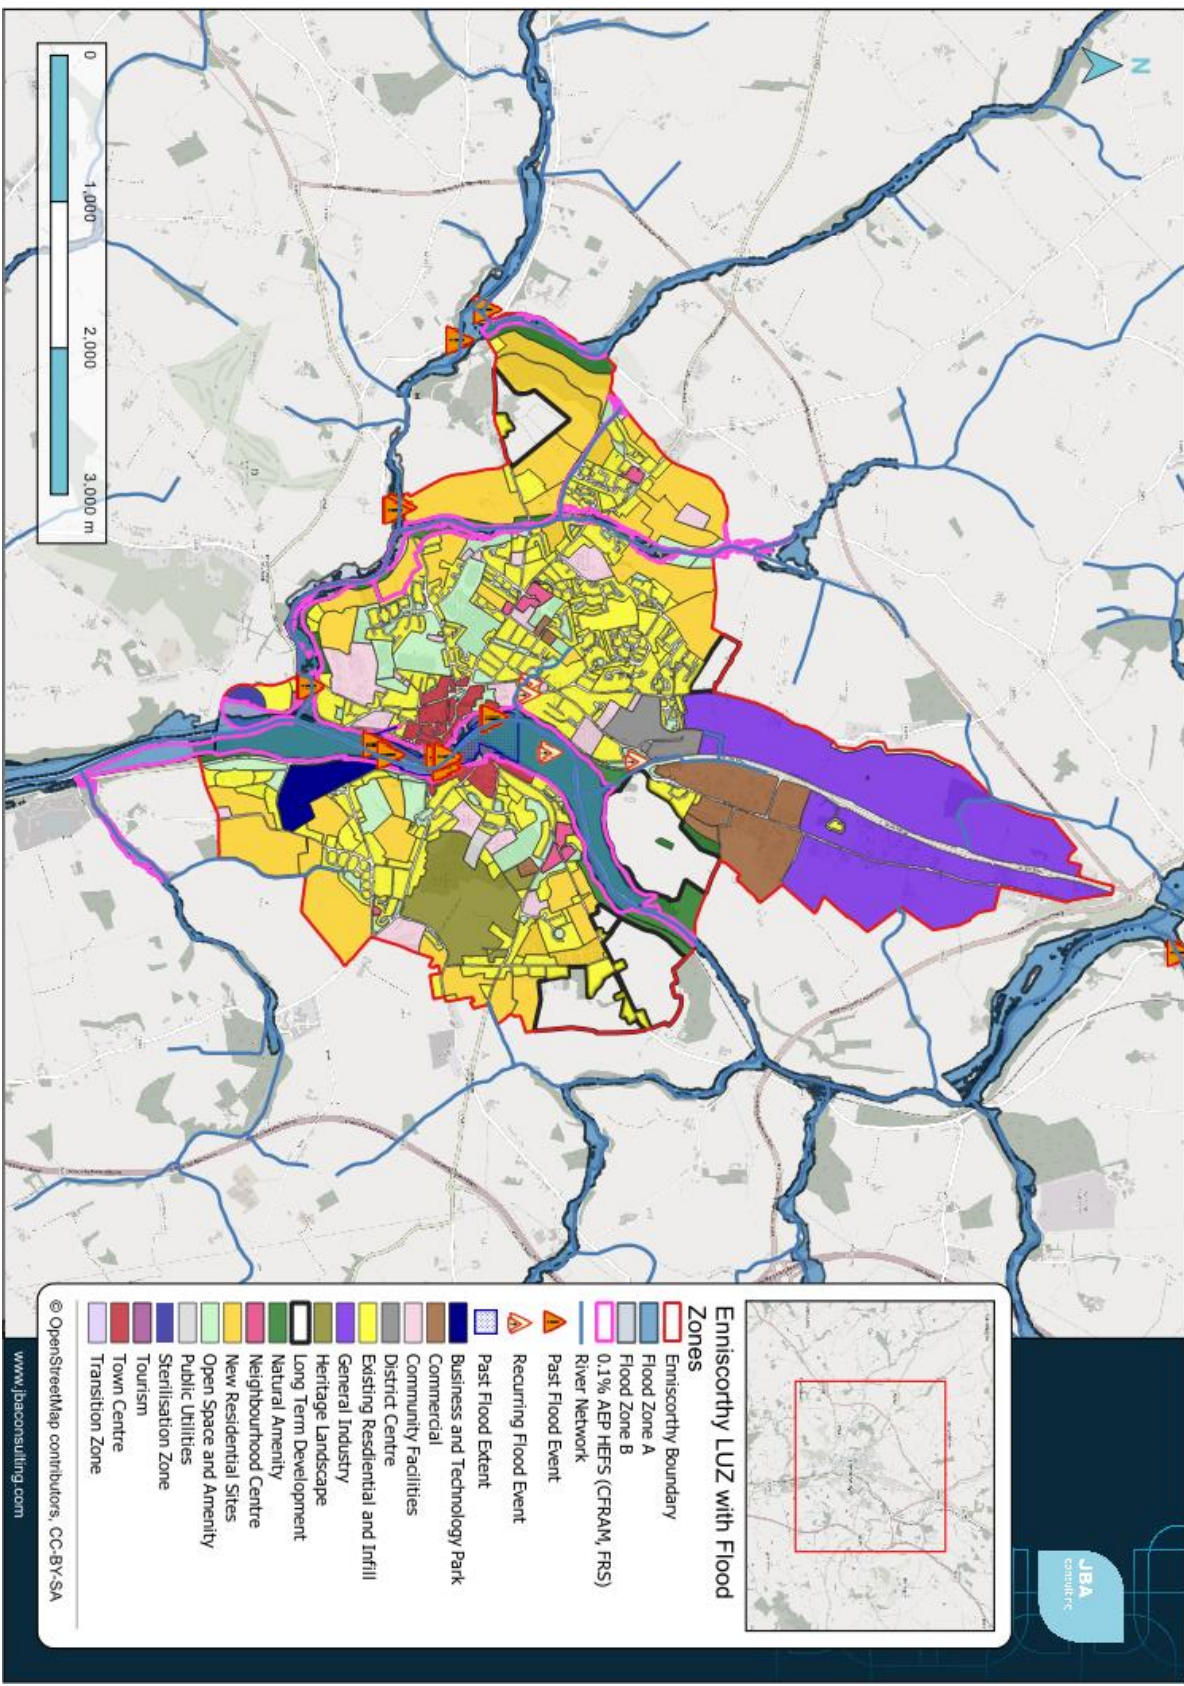 N
0
1,000
2,000
3,000 m
JBA
consulting
Enniscorthy LUZ with Flood
Zones
Enniscorthy Boundary
Flood Zone A
Flood Zone B
0.1% AEP HEFS (CFRAM, FRS)
River Network
Past Flood Event
Recurring Flood Event
Past Flood Extent
Business and Technology Park
Commercial
Community Facilities
District Centre
Existing Resdiential and Infill
General Industry
Heritage Landscape
Long Term Development
Natural Amenity
Neighbourhood Centre
New Residential Sites
Open Space and Amenity
Public Utilities
Sterilisation Zone
Tourism
Town Centre
Transition Zone
© OpenStreetMap contributors, CC-BY-SA
www.jbaconsulting.com